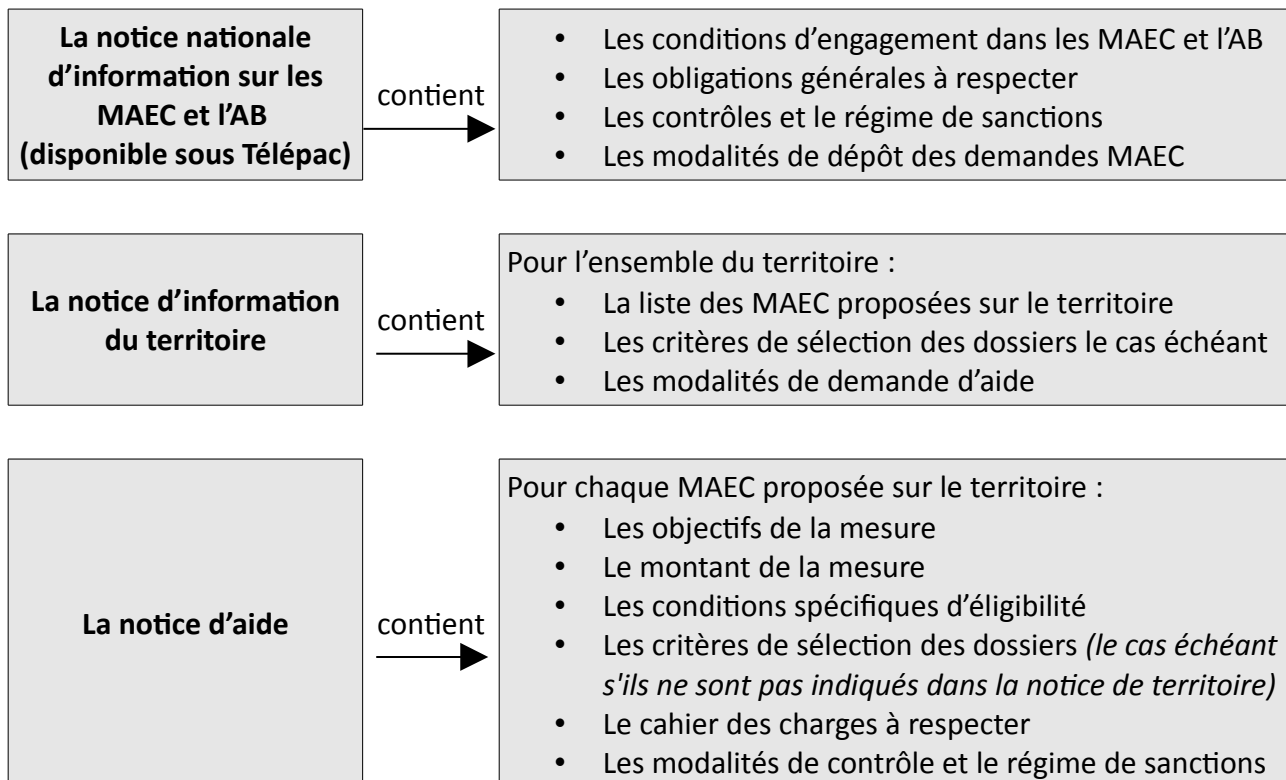 La notice nationale
d'information sur les
MAEC et l'AB
(disponible sous Télépac)
contient
• Les conditions d'engagement dans les MAEC et l'AB
• Les obligations générales à respecter
• Les contrôles et le régime de sanctions
• Les modalités de dépôt des demandes MAEC
La notice d'information
du territoire
contient
Pour l'ensemble du territoire :
• La liste des MAEC proposées sur le territoire
• Les critères de sélection des dossiers le cas échéant
• Les modalités de demande d'aide
La notice d'aide
contient
Pour chaque MAEC proposée sur le territoire :
• Les objectifs de la mesure
• Le montant de la mesure
• Les conditions spécifiques d'éligibilité
• Les critères de sélection des dossiers (le cas échéant
s'ils ne sont pas indiqués dans la notice de territoire)
• Le cahier des charges à respecter
• Les modalités de contrôle et le régime de sanctions